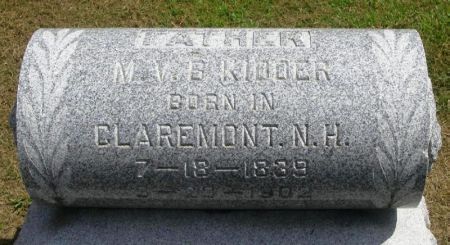 FATHER
M.V.B KIDDER
BORN IN
CLAREMONT. N.H.
7-18-1839